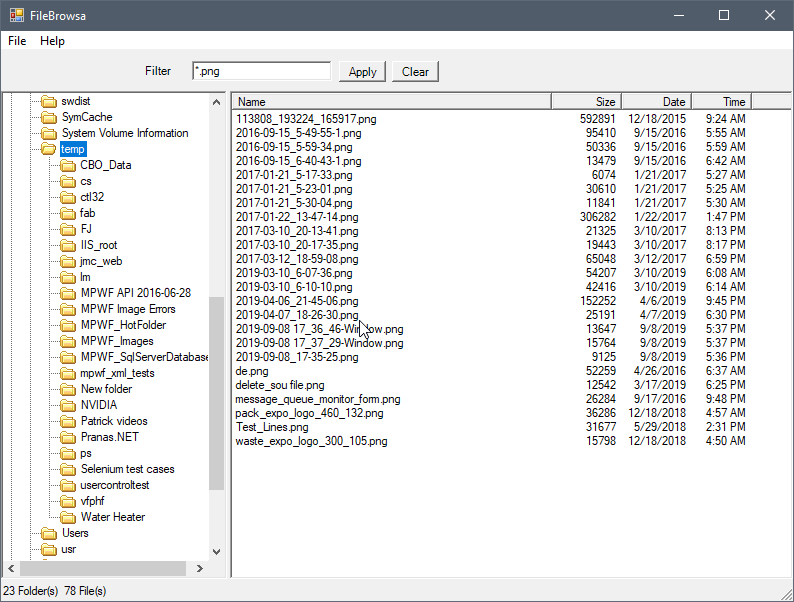 FileBrowsa
File Help
Filter *.png Apply Clear
swdist
SymCache
System Volume Information
temp
CBO_Data
cs
ctl32
fab
FJ
IIS_root
jmc_web
lm
MPWF API 2016-06-28
MPWF Image Errors
MPWF_HotFolder
MPWF_Images
MPWF_SqlServerDatabase
mpwf_xml_tests
New folder
NVIDIA
Patrick videos
Pranas.NET
ps
Selenium test cases
usercontroltest
vfphf
Water Heater
Users
usr
Name Size Date Time
113808_193224_165917.png 592891 12/18/2015 9:24 AM
2016-09-15_5-49-55-1.png 95410 9/15/2016 5:55 AM
2016-09-15_5-59-34.png 50336 9/15/2016 5:59 AM
2016-09-15_6-40-43-1.png 13479 9/15/2016 6:42 AM
2017-01-21_5-17-33.png 6074 1/21/2017 5:27 AM
2017-01-21_5-23-01.png 30610 1/21/2017 5:25 AM
2017-01-21_5-30-04.png 11841 1/21/2017 5:30 AM
2017-01-22_13-47-14.png 306282 1/22/2017 1:47 PM
2017-03-10_20-13-41.png 21325 3/10/2017 8:13 PM
2017-03-10_20-17-35.png 19443 3/10/2017 8:17 PM
2017-03-12_18-59-08.png 65048 3/12/2017 6:59 PM
2019-03-10_6-07-36.png 54207 3/10/2019 6:08 AM
2019-03-10_6-10-10.png 42416 3/10/2019 6:14 AM
2019-04-06_21-45-06.png 152252 4/6/2019 9:45 PM
2019-04-07_18-26-30.png 25191 4/7/2019 6:30 PM
2019-09-08 17_36_46-Window.png 13647 9/8/2019 5:37 PM
2019-09-08 17_37_29-Window.png 15764 9/8/2019 5:37 PM
2019-09-08_17-35-25.png 9125 9/8/2019 5:36 PM
de.png 52259 4/26/2016 6:37 AM
delete_sou file.png 12542 3/17/2019 6:25 PM
message_queue_monitor_form.png 26284 9/17/2016 9:48 PM
pack_expo_logo_460_132.png 36286 12/18/2018 4:57 AM
Test_Lines.png 31677 5/29/2018 2:31 PM
waste_expo_logo_300_105.png 15798 12/18/2018 4:50 AM
23 Folder(s) 78 File(s)